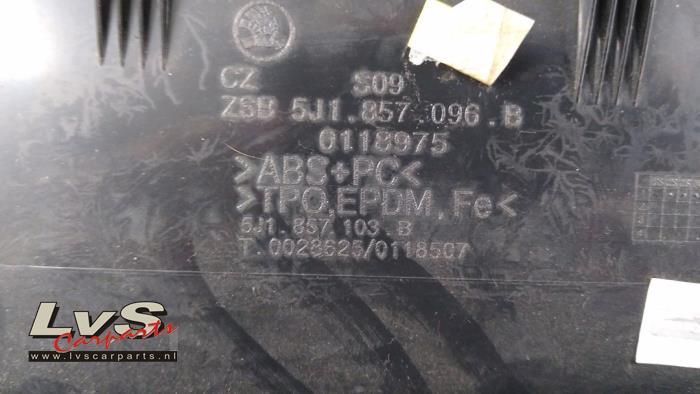 CZ S09
ZSB 5J1.857.096.B
0118975
>ABS+PC<
>TPO,EPDM,Fe<
5J1.857 103.B
T.0028625/0118507
LvS
Carparts
www.lvscarparts.nl